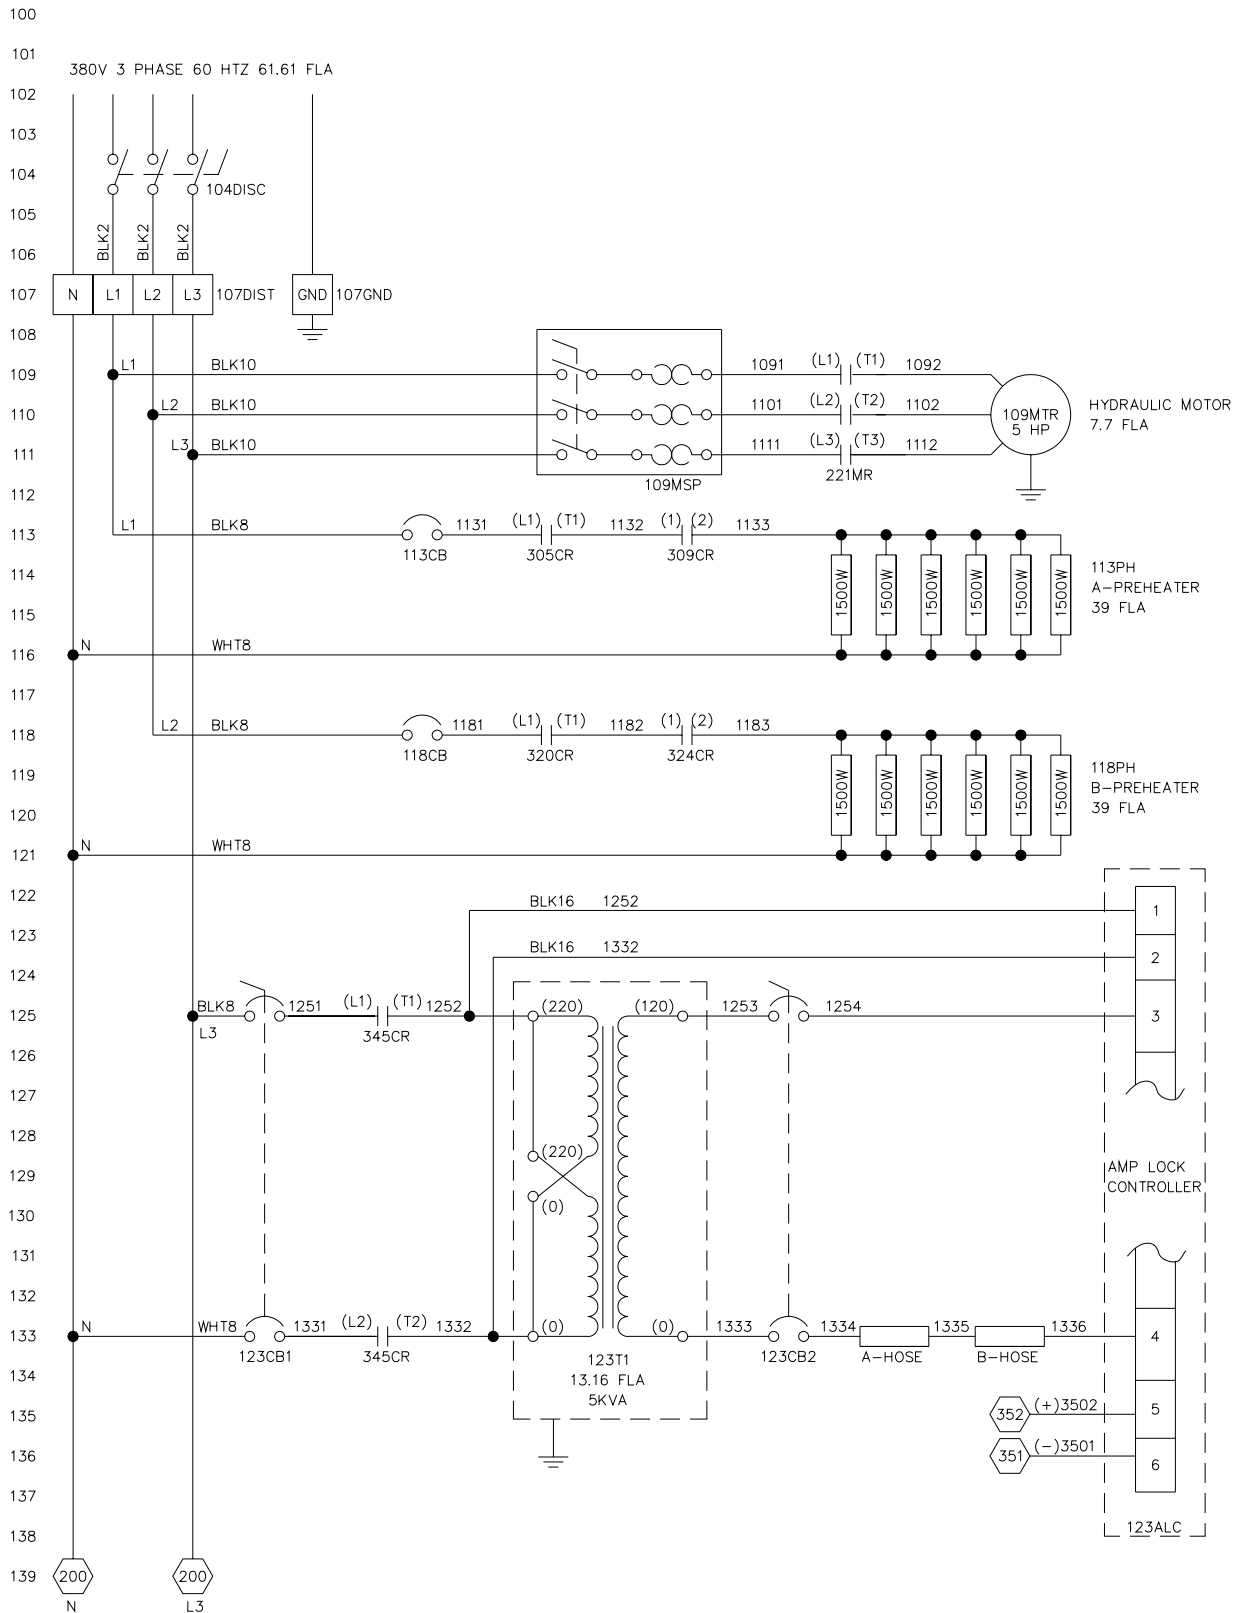 100
101
380V 3 PHASE 60 HTZ 61.61 FLA
102
103
104
104DISC
105
BLK2 BLK2 BLK2
106
107 N L1 L2 L3 107DIST GND 107GND
108
109 L1 BLK10 1091 (L1) (T1) 1092
110 L2 BLK10 1101 (L2) (T2) 1102
109MTR
5 HP
HYDRAULIC MOTOR
7.7 FLA
111 L3 BLK10 1111 (L3) (T3) 1112
221MR
109MSP
112
113 L1 BLK8 1131 (L1) (T1) 1132 (1) (2) 1133
113CB 305CR 309CR
114 1500W 1500W 1500W 1500W 1500W 1500W
113PH
A-PREHEATER
39 FLA
115
116 N WHT8
117
118 L2 BLK8 1181 (L1) (T1) 1182 (1) (2) 1183
118CB 320CR 324CR
119 1500W 1500W 1500W 1500W 1500W 1500W
118PH
B-PREHEATER
39 FLA
120
121 N WHT8
122
BLK16 1252 1
123
BLK16 1332 2
124
125 BLK8 1251 (L1) (T1) 1252 (220) (120) 1253 1254 3
L3 345CR
126
127
128
(220)
129
AMP LOCK
CONTROLLER
130 (0)
131
132
133 N WHT8 1331 (L2) (T2) 1332 (0) (0) 1333 1334 1335 1336 4
123CB1 345CR 123CB2 A-HOSE B-HOSE
123T1
13.16 FLA
5KVA
134
135 352 (+)3502 5
136 351 (-)3501 6
137
138 123ALC
139 200 200
N L3